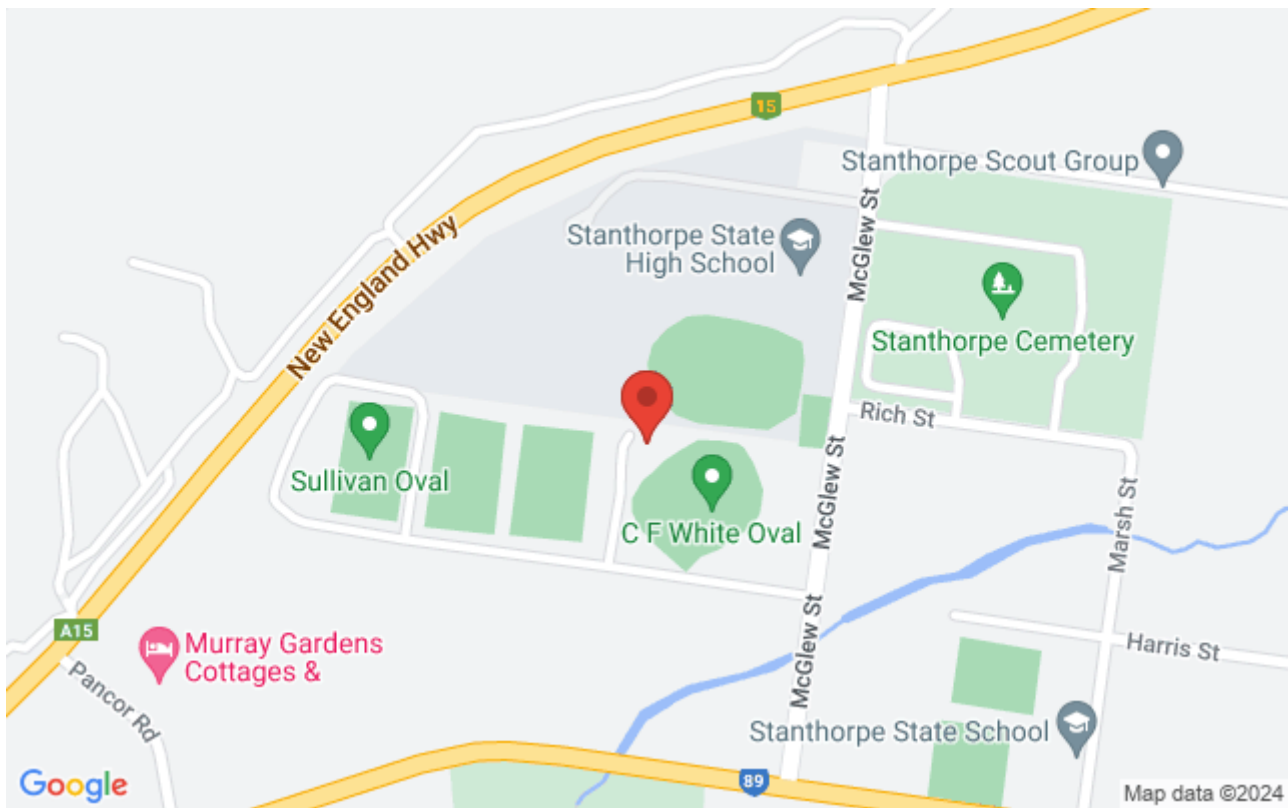 15
Stanthorpe Scout Group
McGlew St
Stanthorpe State
High School
New England Hwy
Stanthorpe Cemetery
Rich St
Sullivan Oval
C F White Oval
McGlew St
Marsh St
A15
Murray Gardens
Cottages &
Harris St
McGlew St
Pancor Rd
Stanthorpe State School
89
Google
Map data ©2024